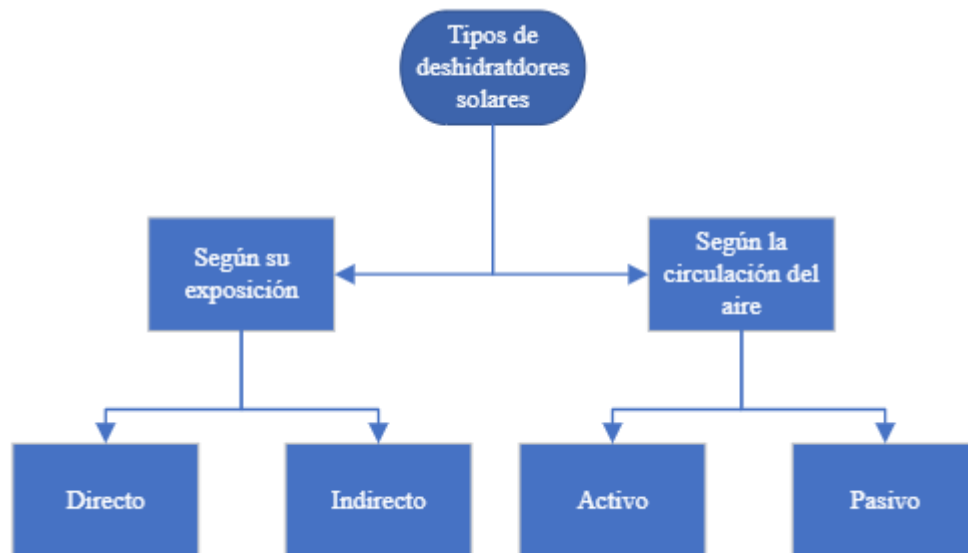 Tipos de
deshidratdores
solares
Según su
exposición
Según la
circulación del
aire
Directo
Indirecto
Activo
Pasivo